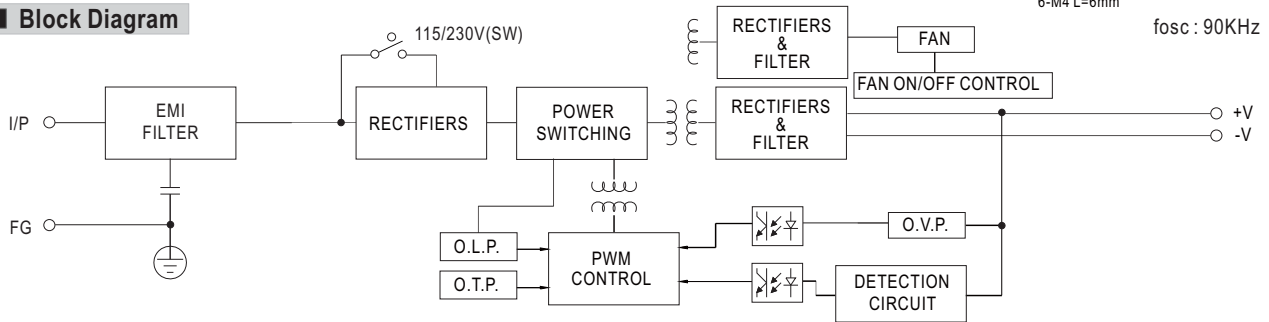 6-M4 L=6mm
Block Diagram
fosc : 90KHz
115/230V(SW)
RECTIFIERS
&
FILTER
FAN
FAN ON/OFF CONTROL
I/P
EMI
FILTER
RECTIFIERS
POWER
SWITCHING
RECTIFIERS
&
FILTER
+V
-V
FG
O.L.P.
O.T.P.
PWM
CONTROL
O.V.P.
DETECTION
CIRCUIT